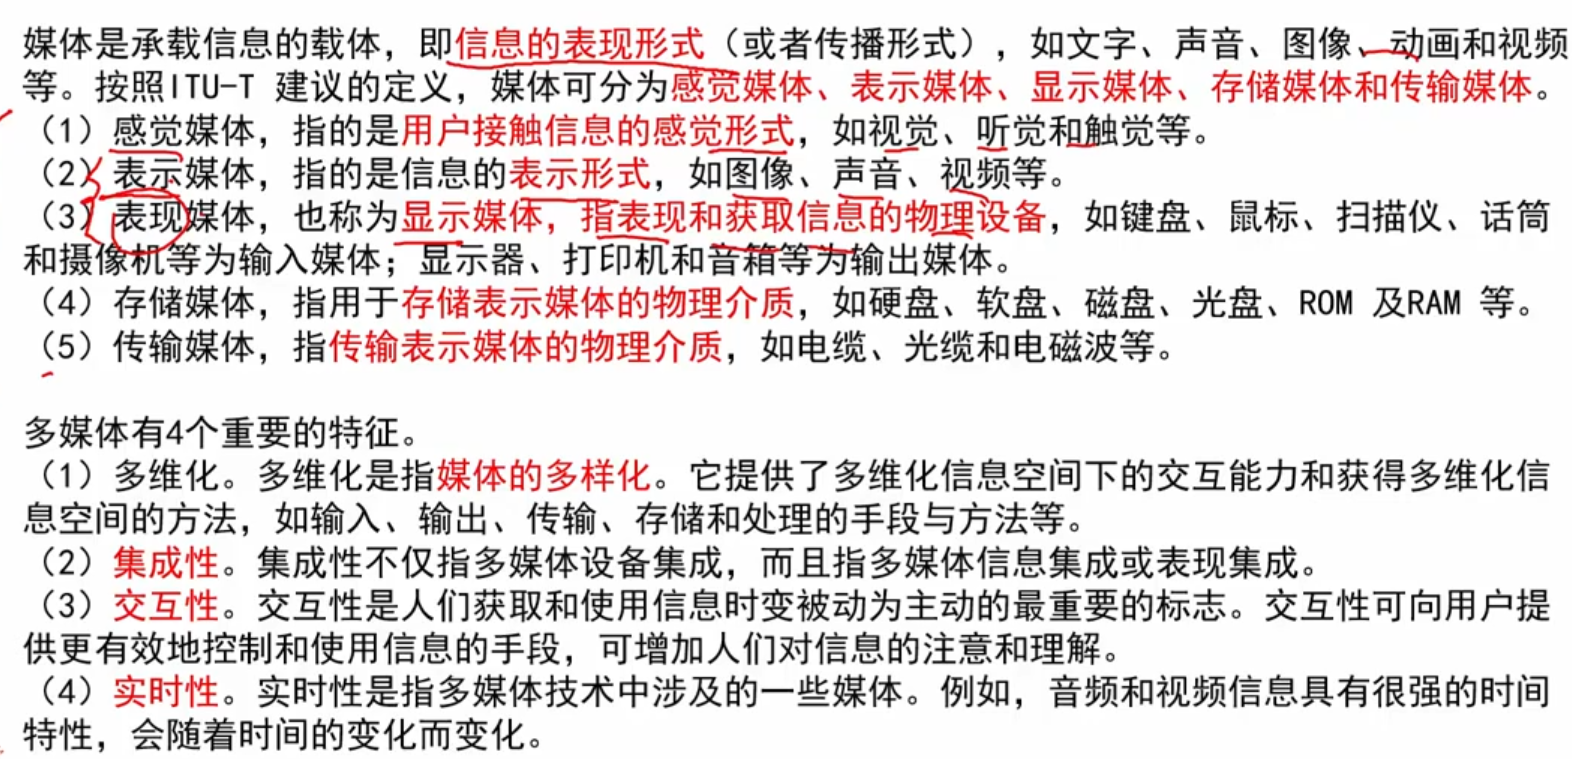 媒体是承载信息的载体，即信息的表现形式（或者传播形式），如文字、声音、图像、动画和视频
等。按照ITU-T 建议的定义，媒体可分为感觉媒体、表示媒体、显示媒体、存储媒体和传输媒体。
（1）感觉媒体，指的是用户接触信息的感觉形式，如视觉、听觉和触觉等。
（2）表示媒体，指的是信息的表示形式，如图像、声音、视频等。
（3）表现媒体，也称为显示媒体，指表现和获取信息的物理设备，如键盘、鼠标、扫描仪、话筒
和摄像机等为输入媒体；显示器、打印机和音箱等为输出媒体。
（4）存储媒体，指用于存储表示媒体的物理介质，如硬盘、软盘、磁盘、光盘、ROM 及RAM 等。
（5）传输媒体，指传输表示媒体的物理介质，如电缆、光缆和电磁波等。
多媒体有4个重要的特征。
（1）多维化。多维化是指媒体的多样化。它提供了多维化信息空间下的交互能力和获得多维化信
息空间的方法，如输入、输出、传输、存储和处理的手段与方法等。
（2）集成性。集成性不仅指多媒体设备集成，而且指多媒体信息集成或表现集成。
（3）交互性。交互性是人们获取和使用信息时变被动为主动的最重要的标志。交互性可向用户提
供更有效地控制和使用信息的手段，可增加人们对信息的注意和理解。
（4）实时性。实时性是指多媒体技术中涉及的一些媒体。例如，音频和视频信息具有很强的时间
特性，会随着时间的变化而变化。